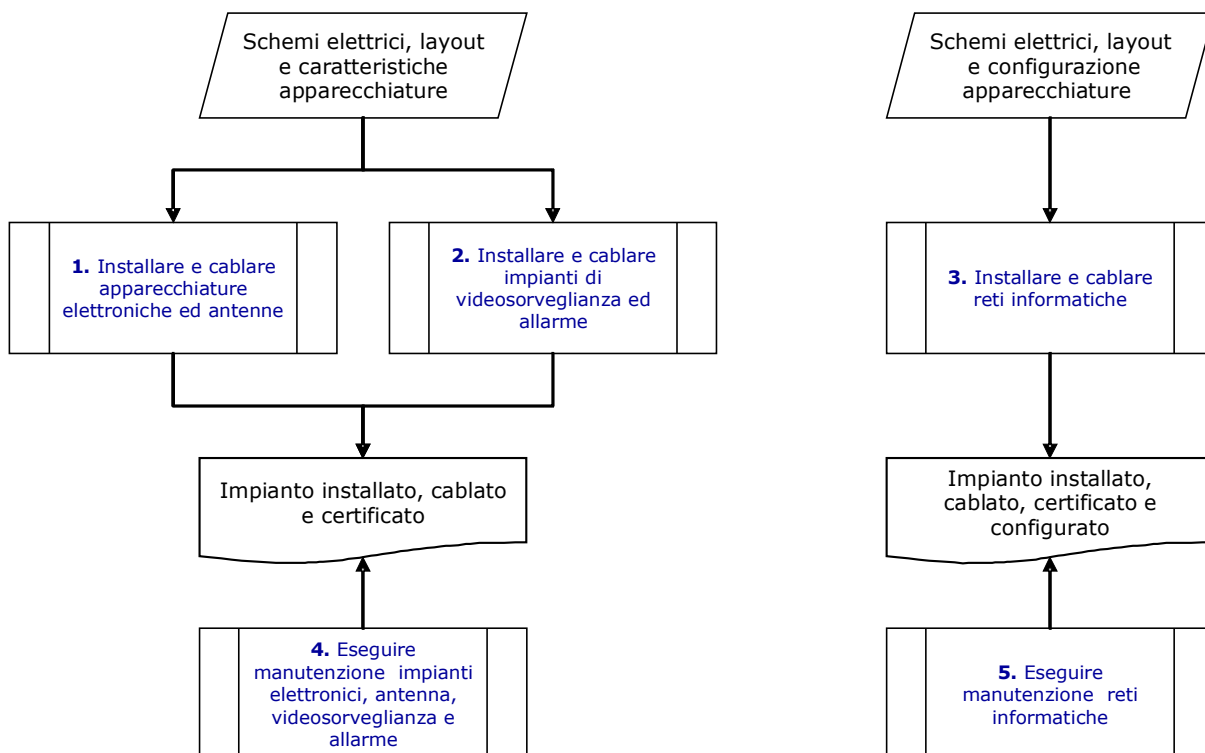 Schemi elettrici, layout
e caratteristiche
apparecchiature
Schemi elettrici, layout
e configurazione
apparecchiature
1. Installare e cablare
apparecchiature
elettroniche ed antenne
2. Installare e cablare
impianti di
videosorveglianza ed
allarme
3. Installare e cablare
reti informatiche
Impianto installato, cablato
e certificato
Impianto installato,
cablato, certificato e
configurato
4. Eseguire
manutenzione  impianti
elettronici, antenna,
videosorveglianza e
allarme
5. Eseguire
manutenzione  reti
informatiche